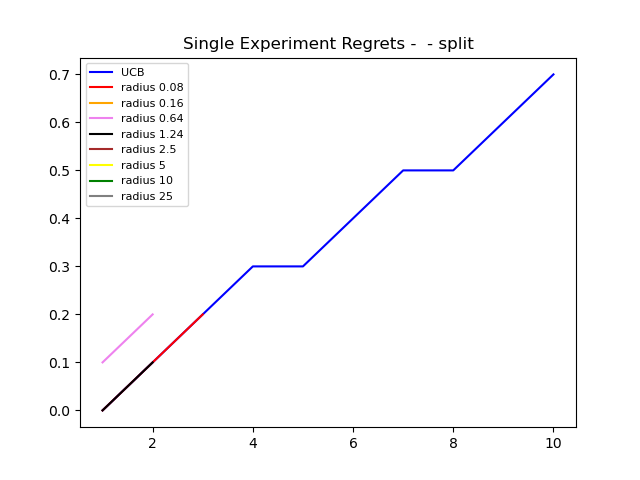 Single Experiment Regrets -  - split
UCB
radius 0.08
radius 0.16
radius 0.64
radius 1.24
radius 2.5
radius 5
radius 10
radius 25
0.7
0.6
0.5
0.4
0.3
0.2
0.1
0.0
2 4 6 8 10